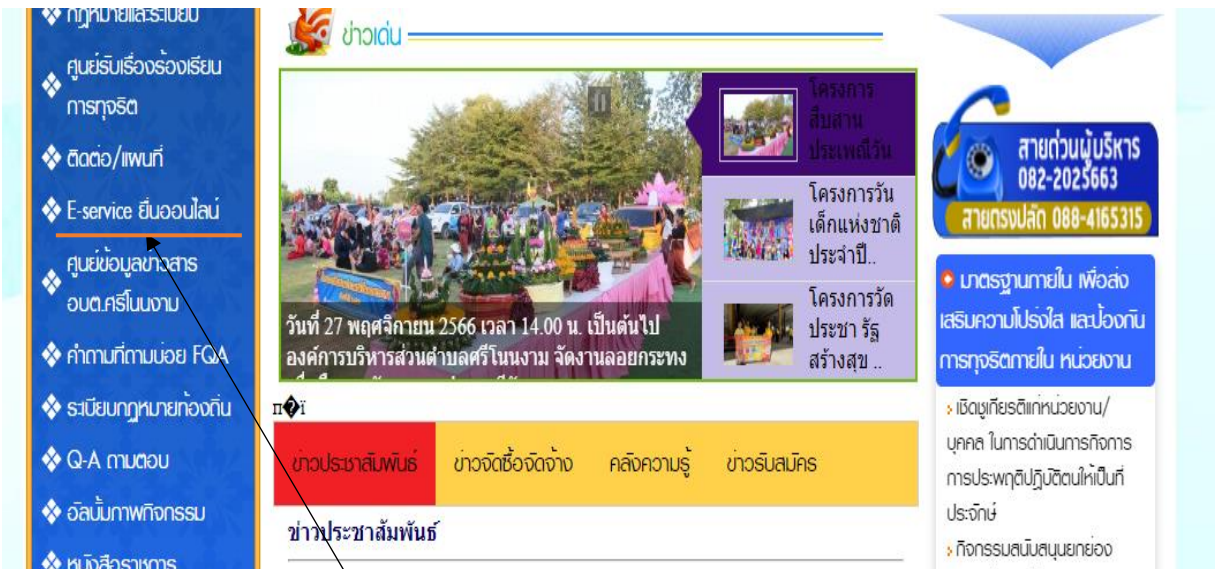 กฎหมายและระเบียบ
ศูนย์รับเรื่องร้องเรียน
การทุจริต
ติดต่อ/แผนที่
E-service ยื่นออนไลน์
ศูนย์ข้อมูลข่าวสาร
อบต.ศรีโนนงาม
คำถามที่ถามบ่อย FQA
ระเบียบกฎหมายท้องถิ่น
Q-A ถามตอบ
อัลบั้มภาพกิจกรรม
หนังสือราชการ
ข่าวเด่น
วันที่ 27 พฤศจิกายน 2566 เวลา 14.00 น. เป็นต้นไป
องค์การบริหารส่วนตำบลศรีโนนงาม จัดงานลอยกระทง
โครงการ
สืบสาน
ประเพณีวัน
โครงการวัน
เด็กแห่งชาติ
ประจำปี..
โครงการวัด
ประชา รัฐ
สร้างสุข ..
ข่าวประชาสัมพันธ์ ข่าวจัดซื้อจัดจ้าง คลังความรู้ ข่าวรับสมัคร
ข่าวประชาสัมพันธ์
สายด่วนผู้บริหาร
082-2025663
สายตรงปลัด 088-4165315
มาตรฐานภายใน เพื่อส่ง
เสริมความโปร่งใส และป้องกัน
การทุจริตภายใน หน่วยงาน
เชิดชูเกียรติแก่หน่วยงาน/
บุคคล ในการดำเนินการกิจการ
การประพฤติปฏิบัติตนให้เป็นที่
ประจักษ์
กิจกรรมสนับสนุนยกย่อง